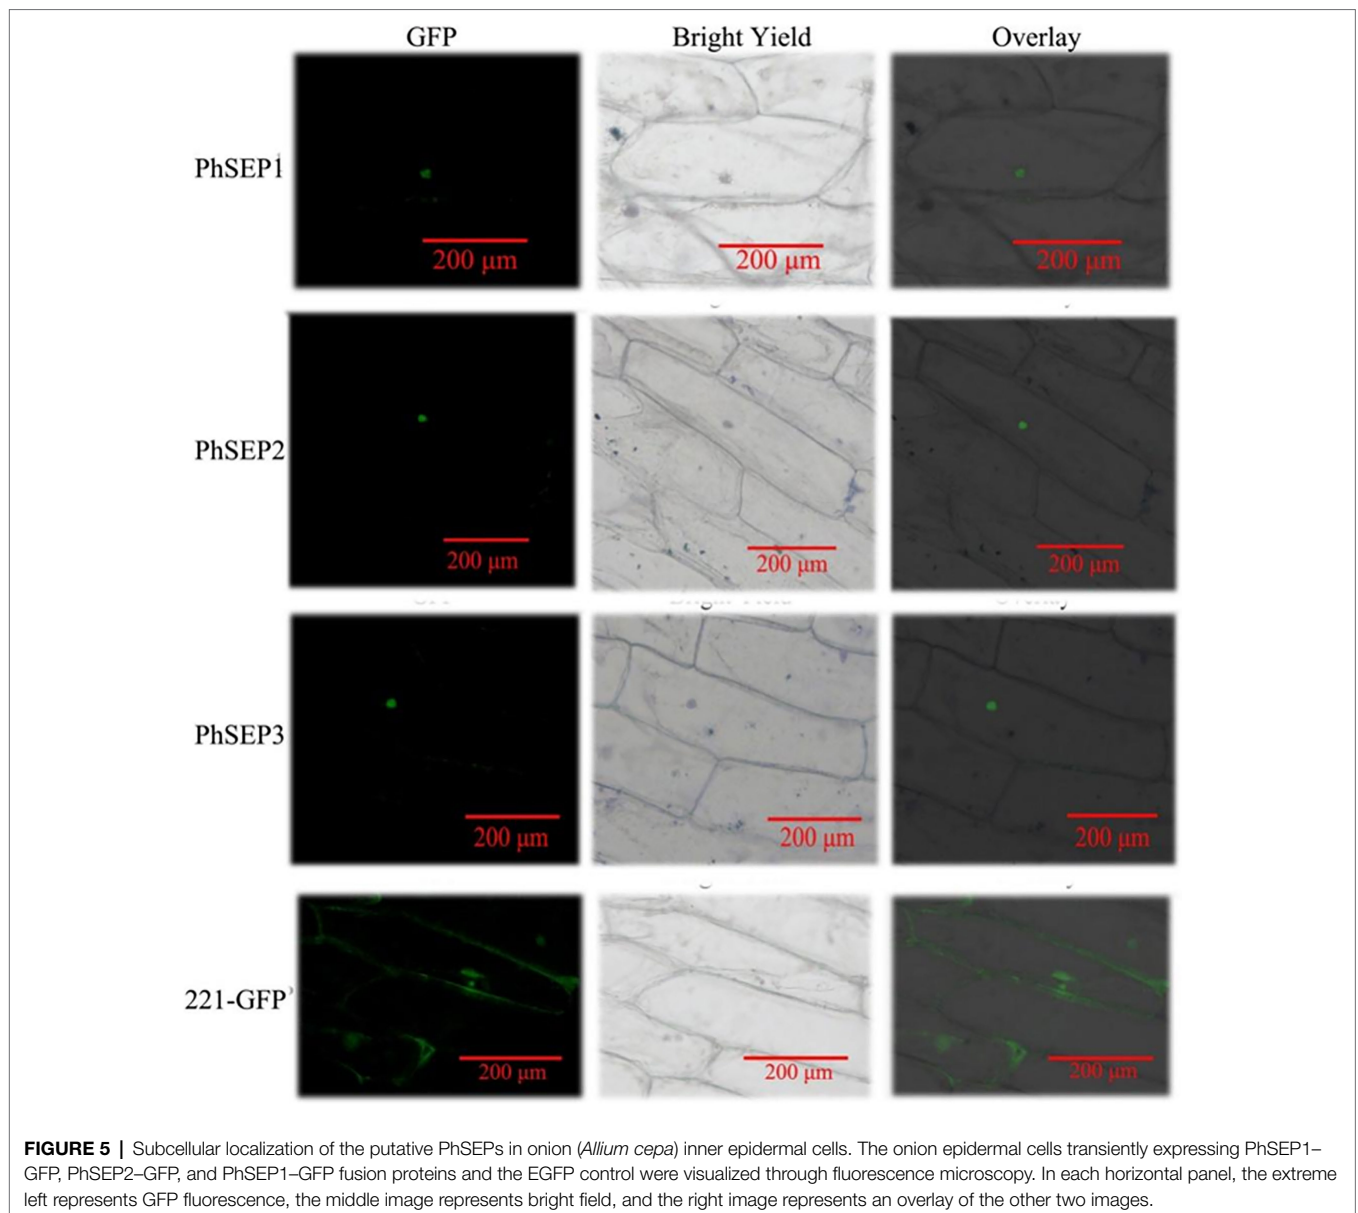 GFP Bright Yield Overlay
PhSEP1
200 μm 200 μm 200 μm
PhSEP2
200 μm 200 μm 200 μm
PhSEP3
200 μm 200 μm 200 μm
221-GFP
200 μm 200 μm 200 μm
FIGURE 5 | Subcellular localization of the putative PhSEPs in onion (Allium cepa) inner epidermal cells. The onion epidermal cells transiently expressing PhSEP1–
GFP, PhSEP2–GFP, and PhSEP1–GFP fusion proteins and the EGFP control were visualized through fluorescence microscopy. In each horizontal panel, the extreme
left represents GFP fluorescence, the middle image represents bright field, and the right image represents an overlay of the other two images.